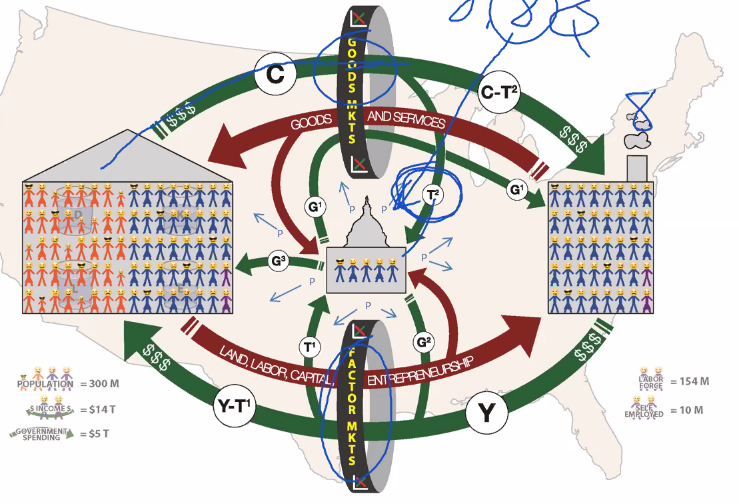 GOODS MKTS
C
C-T²
$$$
$$$
GOODS AND SERVICES
G¹
T²
G¹
P
P
P
P
P
P
P
G³
D
L
T¹
G²
$$$
$$$
LAND, LABOR, CAPITAL, ENTREPRENEURSHIP
FACTOR MKTS
Y-T¹
Y
POPULATION = 300 M
$ INCOMES = $14 T
GOVERNMENT SPENDING = $5 T
LABOR FORCE = 154 M
SELF EMPLOYED = 10 M